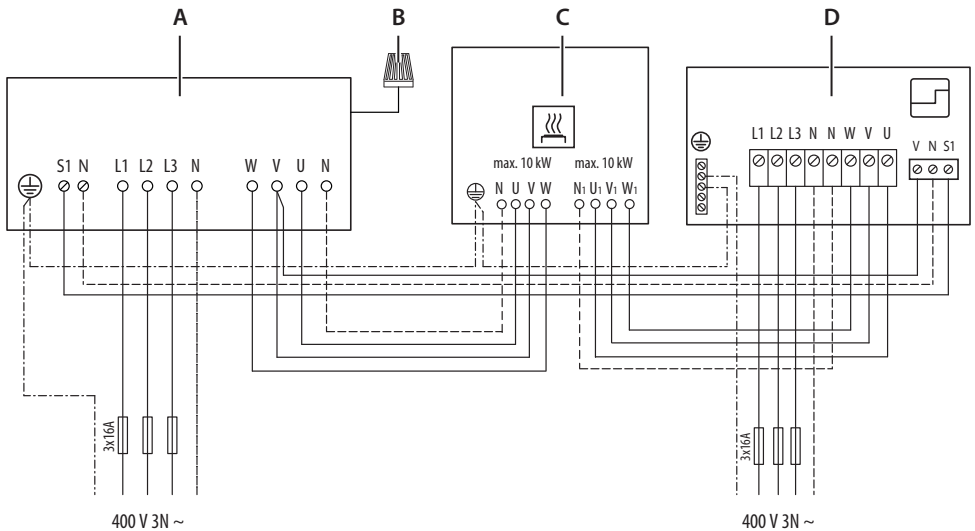 A B C D
S1 N L1 L2 L3 N W V U N
max. 10 kW max. 10 kW
N U V W N1 U1 V1 W1
L1 L2 L3 N N W V U
V N S1
3x16A
3x16A
400 V 3N ~
400 V 3N ~